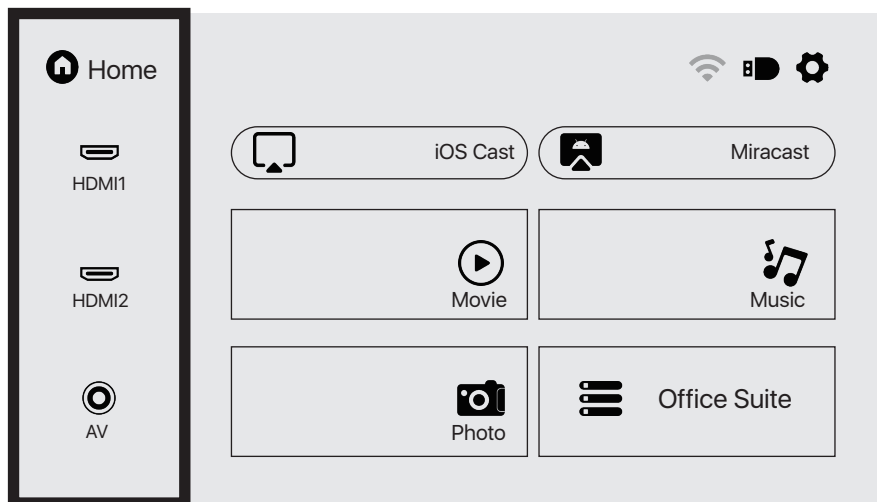 Home
HDMI1
HDMI2
AV
iOS Cast
Miracast
Movie
Music
Photo
Office Suite